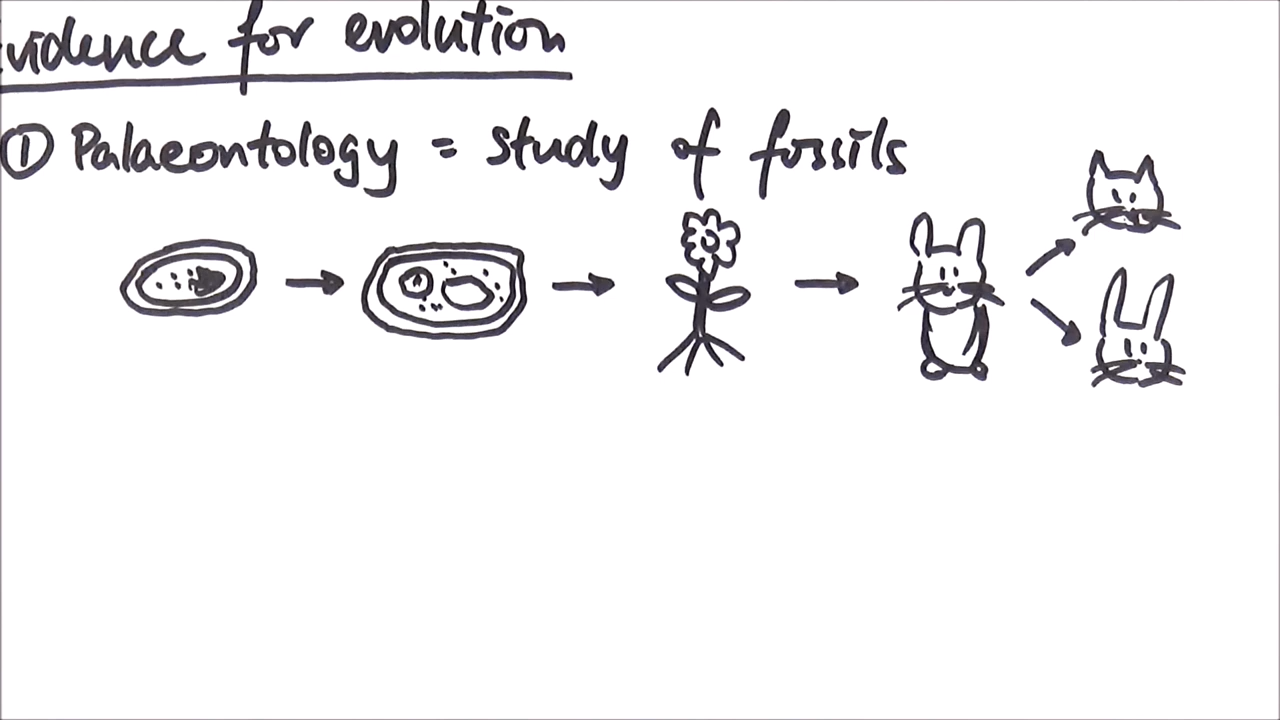 vidence for evolution
① Palaeontology = study of fossils